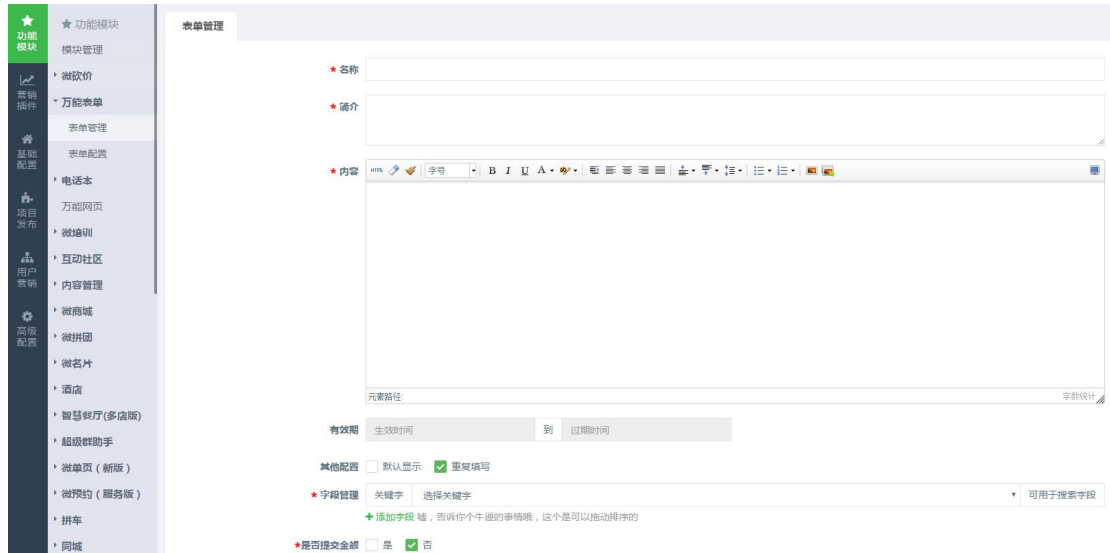 功能
模块
营销
插件
基础
配置
项目
发布
用户
营销
高级
配置
功能模块
模块管理
微砍价
万能表单
表单管理
表单配置
电话本
万能网页
微培训
互动社区
内容管理
微商城
微拼团
微名片
酒店
智慧餐厅(多店版)
超级群助手
微单页（新版）
微预约（服务版）
拼车
同城
表单管理
* 名称
* 简介
* 内容 HTML 字号 B I U A
元素路径: 字数统计
有效期 生效时间 到 过期时间
其他配置 默认显示 重复填写
* 字段管理 关键字 选择关键字 可用于搜索字段
+ 添加字段 嘘，告诉你个牛逼的事情哦，这个是可以拖动排序的
*是否提交金额 是 否